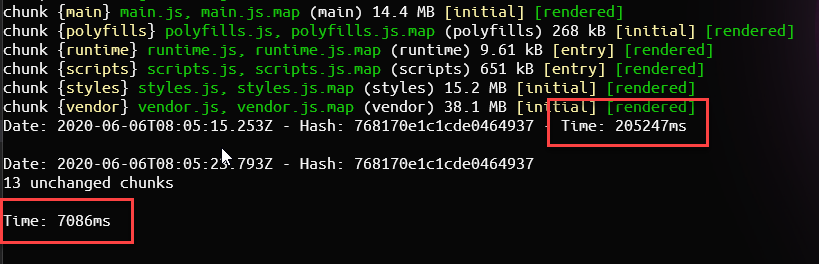 chunk {main} main.js, main.js.map (main) 14.4 MB [initial] [rendered]
chunk {polyfills} polyfills.js, polyfills.js.map (polyfills) 268 kB [initial] [rendered]
chunk {runtime} runtime.js, runtime.js.map (runtime) 9.61 kB [entry] [rendered]
chunk {scripts} scripts.js, scripts.js.map (scripts) 651 kB [entry] [rendered]
chunk {styles} styles.js, styles.js.map (styles) 15.2 MB [initial] [rendered]
chunk {vendor} vendor.js, vendor.js.map (vendor) 38.1 MB [initial] [rendered]
Date: 2020-06-06T08:05:15.253Z - Hash: 768170e1c1cde0464937 - Time: 205247ms
Date: 2020-06-06T08:05:23.793Z - Hash: 768170e1c1cde0464937
13 unchanged chunks
Time: 7086ms